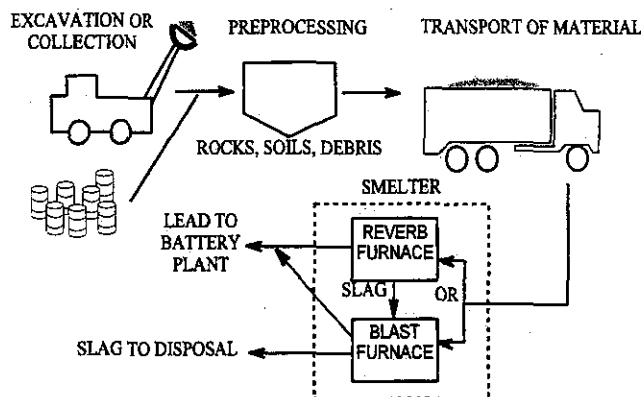 EXCAVATION OR
COLLECTION
PREPROCESSING
TRANSPORT OF MATERIAL
ROCKS, SOILS, DEBRIS
SMELTER
LEAD TO
BATTERY
PLANT
REVERB
FURNACE
SLAG
OR
BLAST
FURNACE
SLAG TO DISPOSAL